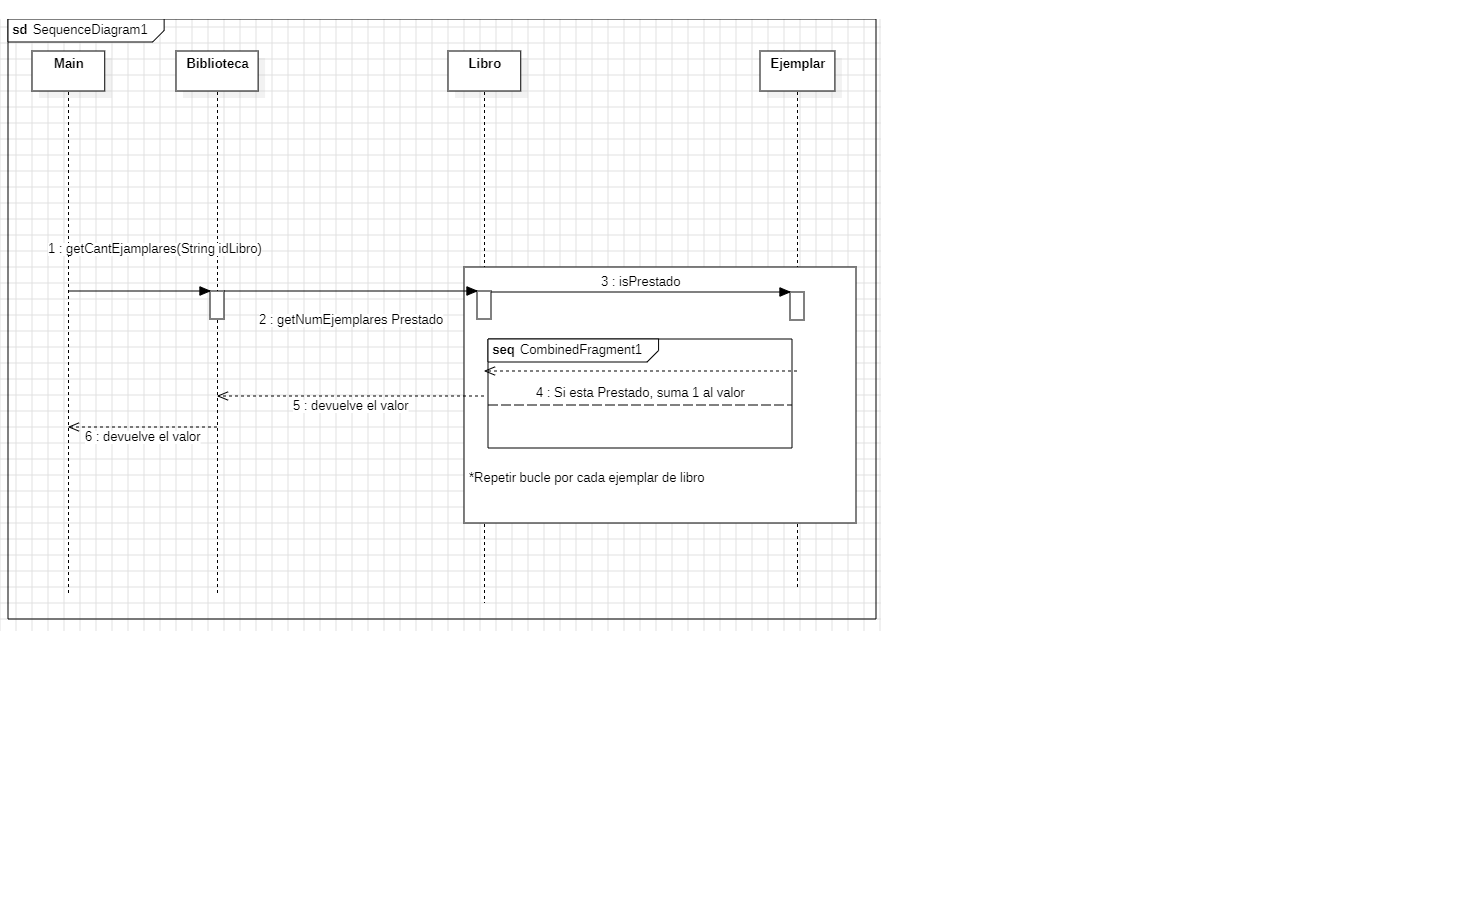 sd SequenceDiagram1
Main
Biblioteca
Libro
Ejemplar
1 : getCantEjamplares(String idLibro)
3 : isPrestado
2 : getNumEjemplares Prestado
seq CombinedFragment1
4 : Si esta Prestado, suma 1 al valor
5 : devuelve el valor
6 : devuelve el valor
*Repetir bucle por cada ejemplar de libro